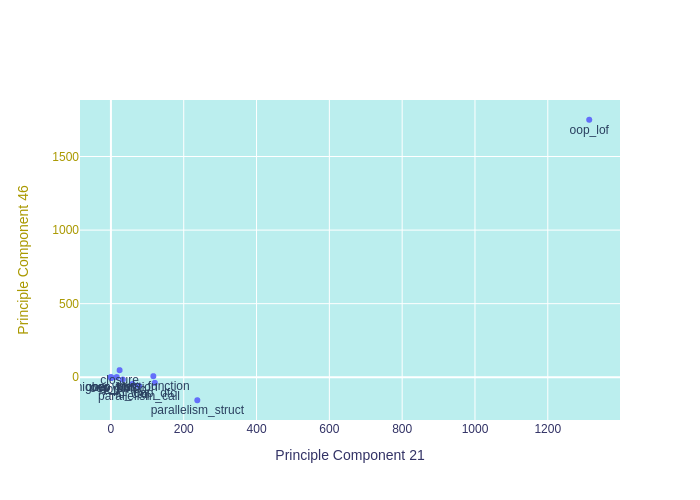 Principle Component 46
1500
1000
500
0
oop_lof
closure
parallelism_call
parallelism_struct
0
200
400
600
800
1000
1200
Principle Component 21